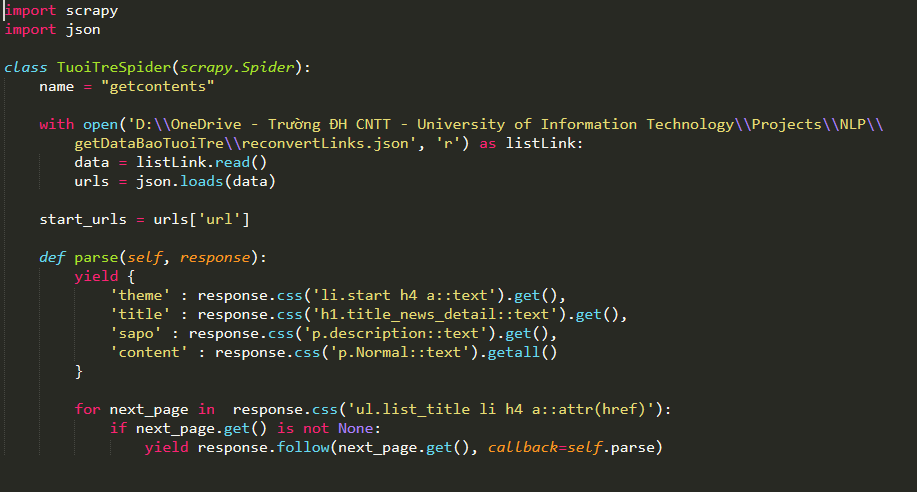 import scrapy
import json
class TuoiTreSpider(scrapy.Spider):
    name = "getcontents"
    with open('D:\\OneDrive - Trường ĐH CNTT - University of Information Technology\\Projects\\NLP\\
        getDataBaoTuoiTre\\reconvertLinks.json', 'r') as listLink:
        data = listLink.read()
        urls = json.loads(data)
    start_urls = urls['url']
    def parse(self, response):
        yield {
            'theme' : response.css('li.start h4 a::text').get(),
            'title' : response.css('h1.title_news_detail::text').get(),
            'sapo' : response.css('p.description::text').get(),
            'content' : response.css('p.Normal::text').getall()
        }
        for next_page in  response.css('ul.list_title li h4 a::attr(href)'):
            if next_page.get() is not None:
                yield response.follow(next_page.get(), callback=self.parse)